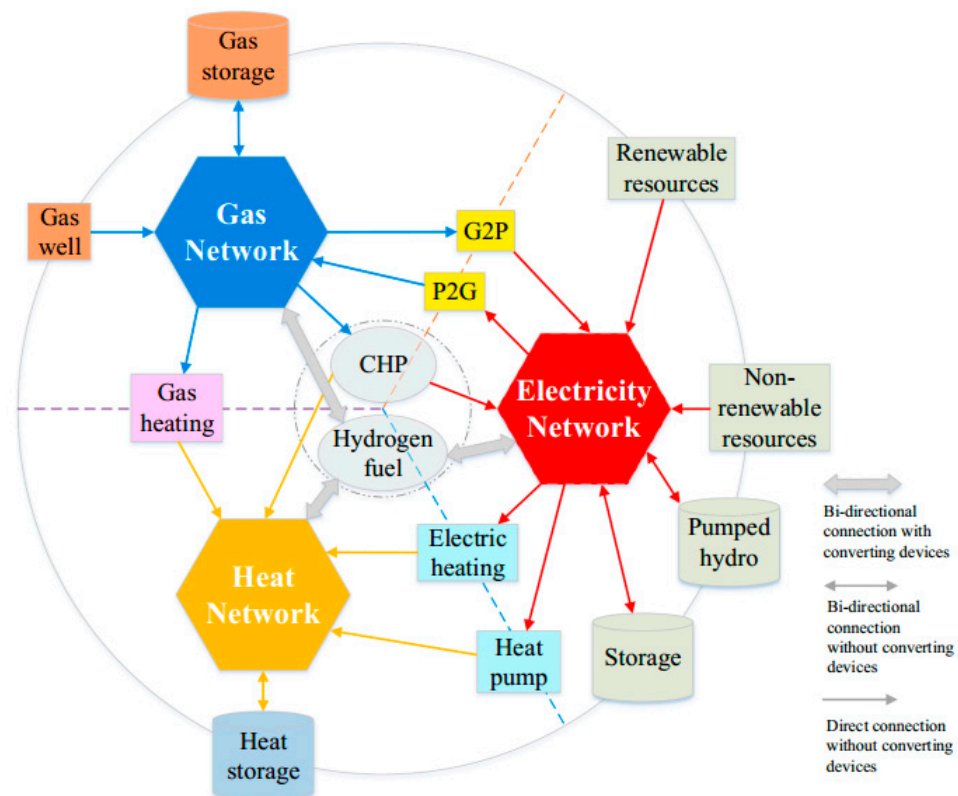 Gas
storage
Renewable
resources
Gas
well
Gas
Network
G2P
P2G
CHP
Electricity
Network
Non-
renewable
resources
Gas
heating
Hydrogen
fuel
Bi-directional
connection with
converting devices
Pumped
hydro
Electric
heating
Heat
Network
Bi-directional
connection
without converting
devices
Storage
Heat
pump
Direct connection
without converting
devices
Heat
storage